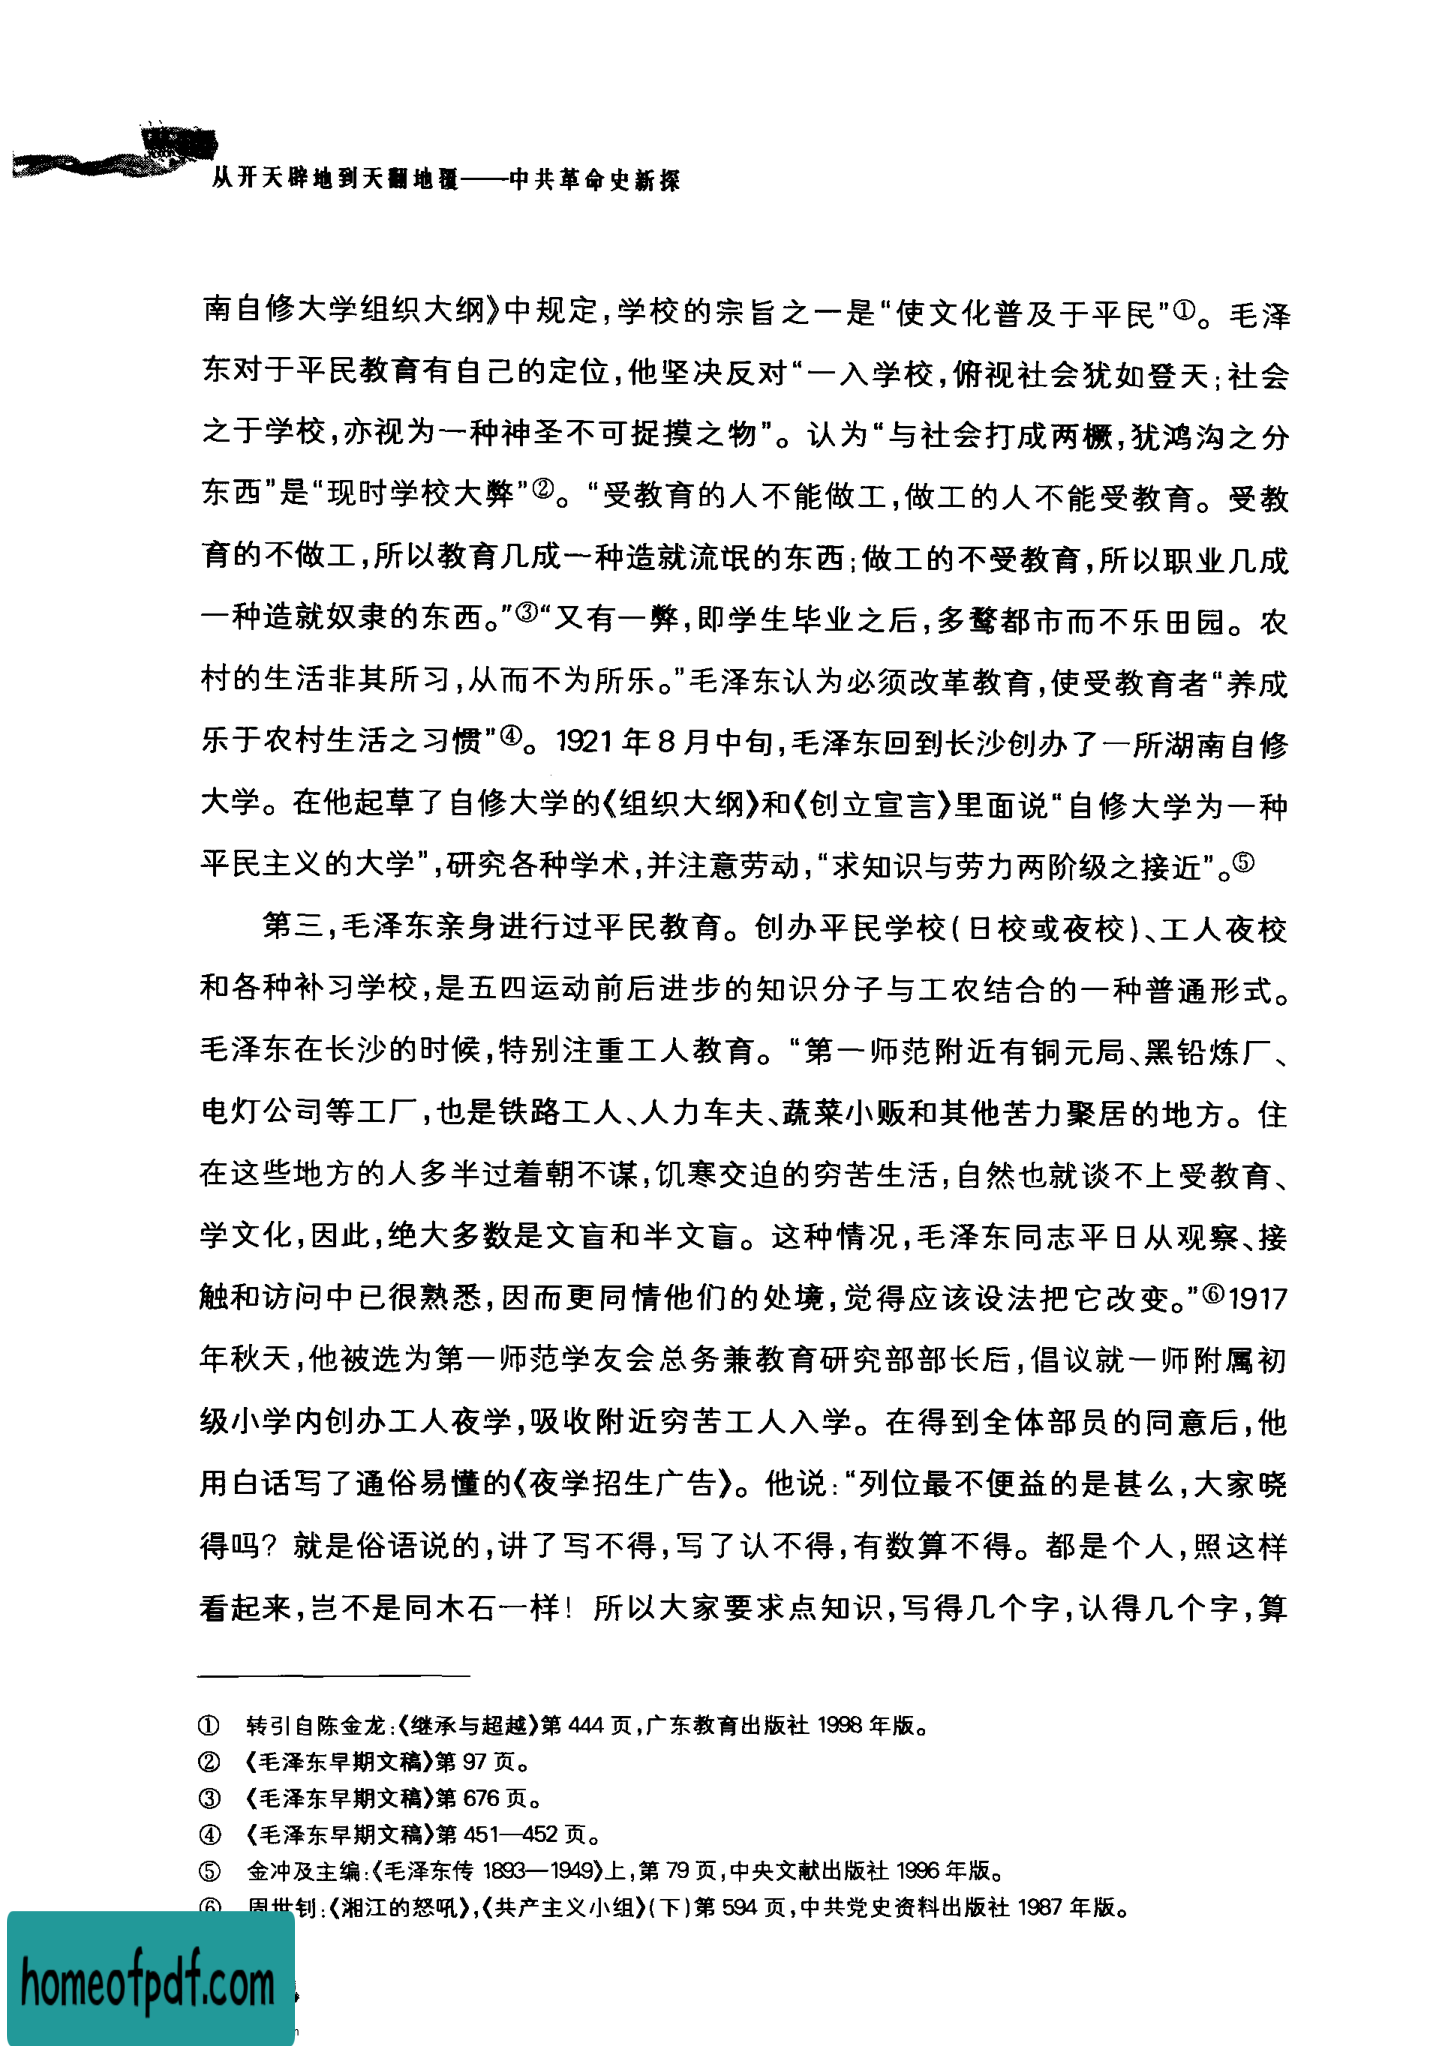 从开天辟地到天翻地覆——中共革命史新探
南自修大学组织大纲》中规定,学校的宗旨之一是“使文化普及于平民”①。毛泽
东对于平民教育有自己的定位,他坚决反对“一入学校,俯视社会犹如登天;社会
之于学校,亦视为一种神圣不可捉摸之物”。认为“与社会打成两橛,犹鸿沟之分
东西”是“现时学校大弊”②。“受教育的人不能做工,做工的人不能受教育。受教
育的不做工,所以教育几成一种造就流氓的东西;做工的不受教育,所以职业几成
一种造就奴隶的东西。”③“又有一弊,即学生毕业之后,多鹜都市而不乐田园。农
村的生活非其所习,从而不为所乐。”毛泽东认为必须改革教育,使受教育者“养成
乐于农村生活之习惯”④。1921年8月中旬,毛泽东回到长沙创办了一所湖南自修
大学。在他起草了自修大学的《组织大纲》和《创立宣言》里面说“自修大学为一种
平民主义的大学”,研究各种学术,并注意劳动,“求知识与劳力两阶级之接近”。⑤
第三,毛泽东亲身进行过平民教育。创办平民学校(日校或夜校)、工人夜校
和各种补习学校,是五四运动前后进步的知识分子与工农结合的一种普通形式。
毛泽东在长沙的时候,特别注重工人教育。“第一师范附近有铜元局、黑铅炼厂、
电灯公司等工厂,也是铁路工人、人力车夫、蔬菜小贩和其他苦力聚居的地方。住
在这些地方的人多半过着朝不谋,饥寒交迫的穷苦生活,自然也就谈不上受教育、
学文化,因此,绝大多数是文盲和半文盲。这种情况,毛泽东同志平日从观察、接
触和访问中已很熟悉,因而更同情他们的处境,觉得应该设法把它改变。”⑥1917
年秋天,他被选为第一师范学友会总务兼教育研究部部长后,倡议就一师附属初
级小学内创办工人夜学,吸收附近穷苦工人入学。在得到全体部员的同意后,他
用白话写了通俗易懂的《夜学招生广告》。他说:“列位最不便益的是甚么,大家晓
得吗?就是俗语说的,讲了写不得,写了认不得,有数算不得。都是个人,照这样
看起来,岂不是同木石一样!所以大家要求点知识,写得几个字,认得几个字,算
① 转引自陈金龙:《继承与超越》第444页,广东教育出版社1998年版。
② 《毛泽东早期文稿》第97页。
③ 《毛泽东早期文稿》第676页。
④ 《毛泽东早期文稿》第451—452页。
⑤ 金冲及主编:《毛泽东传1893—1949》上,第79页,中央文献出版社1996年版。
⑥ 周世钊:《湘江的怒吼》,《共产主义小组》(下)第594页,中共党史资料出版社1987年版。
homeofpdf.com